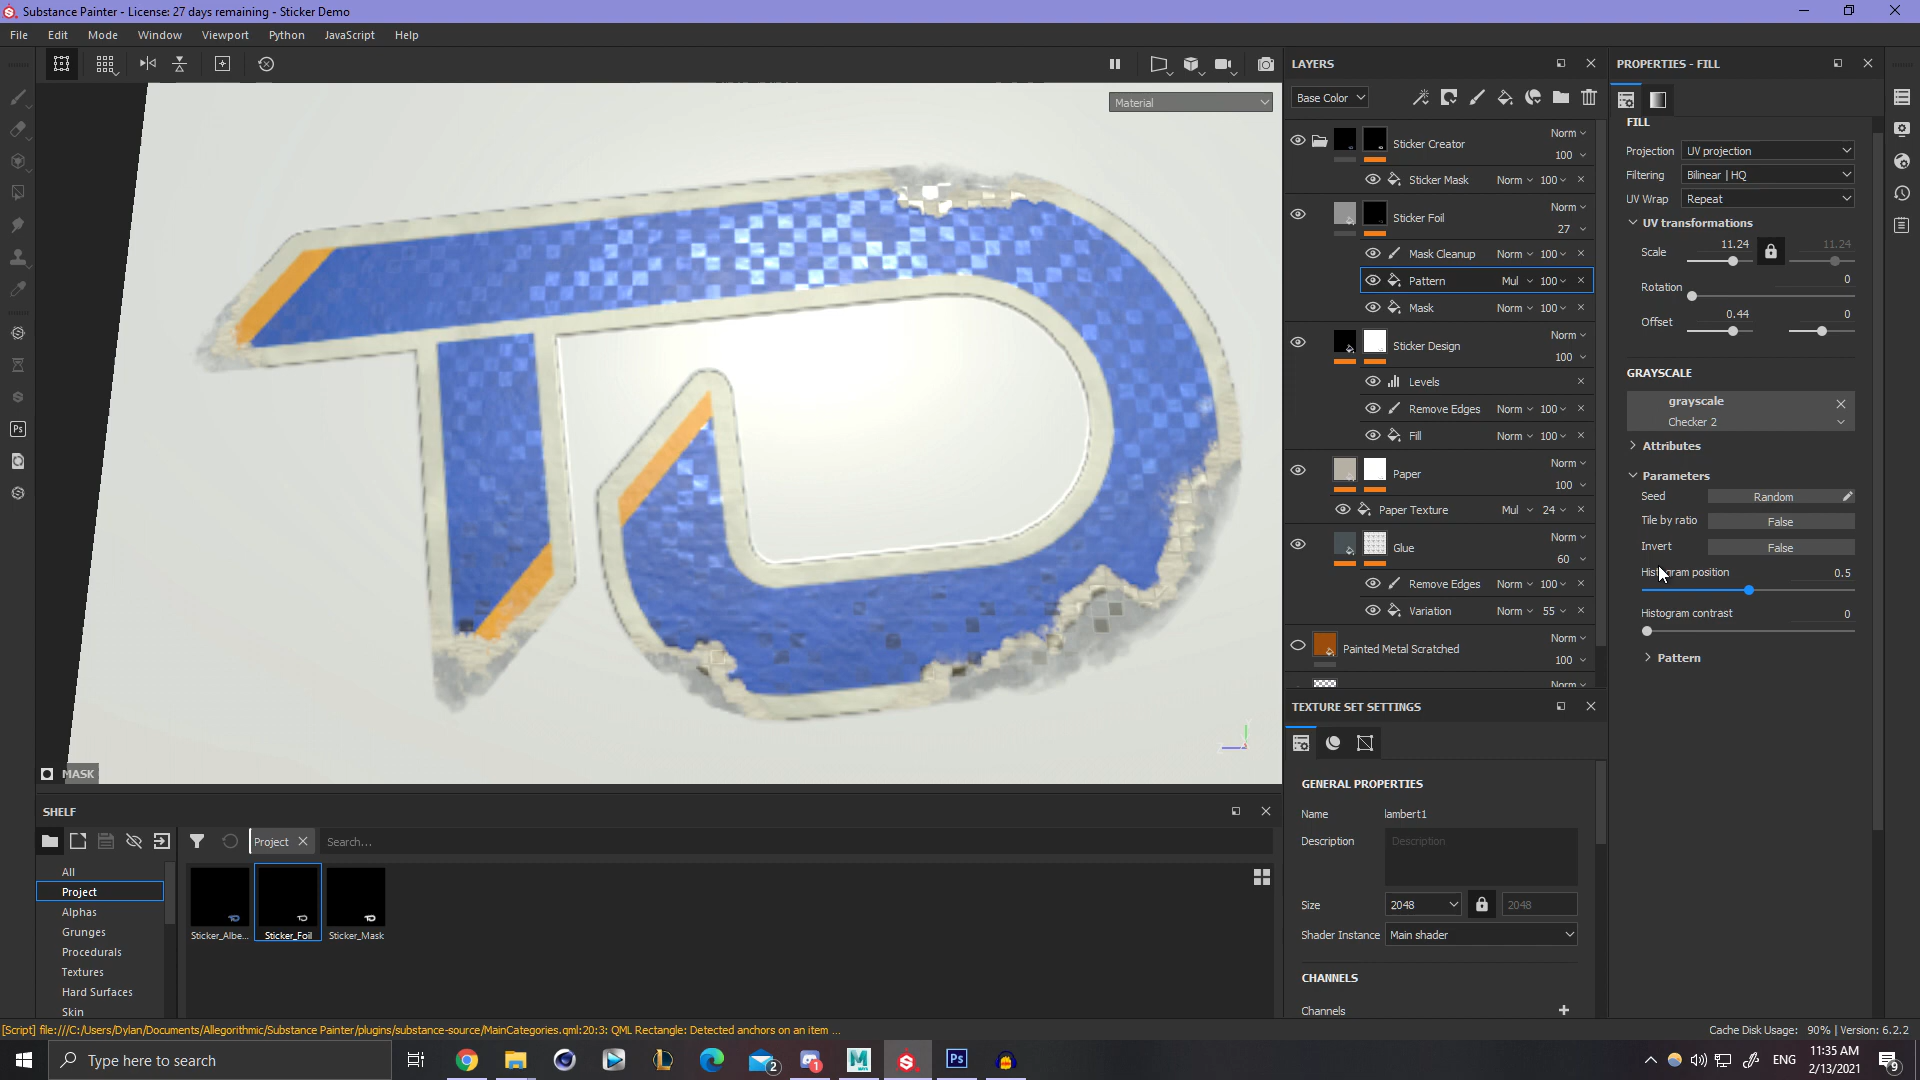 Substance Painter - License: 27 days remaining - Sticker Demo
File Edit Mode Window Viewport Python JavaScript Help
Material
MASK
LAYERS
Base Color
Norm
Sticker Creator
100
Sticker Mask Norm 100
Norm
Sticker Foil
27
Mask Cleanup Norm 100
Pattern Mul 100
Mask Norm 100
Norm
Sticker Design
100
Levels
Remove Edges Norm 100
Fill Norm 100
Norm
Paper
100
Paper Texture Mul 24
Norm
Glue
60
Remove Edges Norm 100
Variation Norm 55
Norm
Painted Metal Scratched
100
Norm
TEXTURE SET SETTINGS
GENERAL PROPERTIES
Name lambert1
Description Description
Size 2048 2048
Shader Instance Main shader
CHANNELS
Channels
PROPERTIES - FILL
FILL
Projection UV projection
Filtering Bilinear | HQ
UV Wrap Repeat
UV transformations
Scale 11.24 11.24
Rotation 0
Offset 0.44 0
GRAYSCALE
grayscale
Checker 2
Attributes
Parameters
Seed Random
Tile by ratio False
Invert False
Histogram position 0.5
Histogram contrast 0
Pattern
SHELF
Project Search...
All
Project
Alphas
Grunges
Procedurals
Textures
Hard Surfaces
Skin
Sticker_Albe... Sticker_Foil Sticker_Mask
[Script] file:///C:/Users/Dylan/Documents/Allegorithmic/Substance Painter/plugins/substance-source/MainCategories.qml:20:3: QML Rectangle: Detected anchors on an item ...
Cache Disk Usage: 90% | Version: 6.2.2
Type here to search
Ps
ENG
11:35 AM
2/13/2021